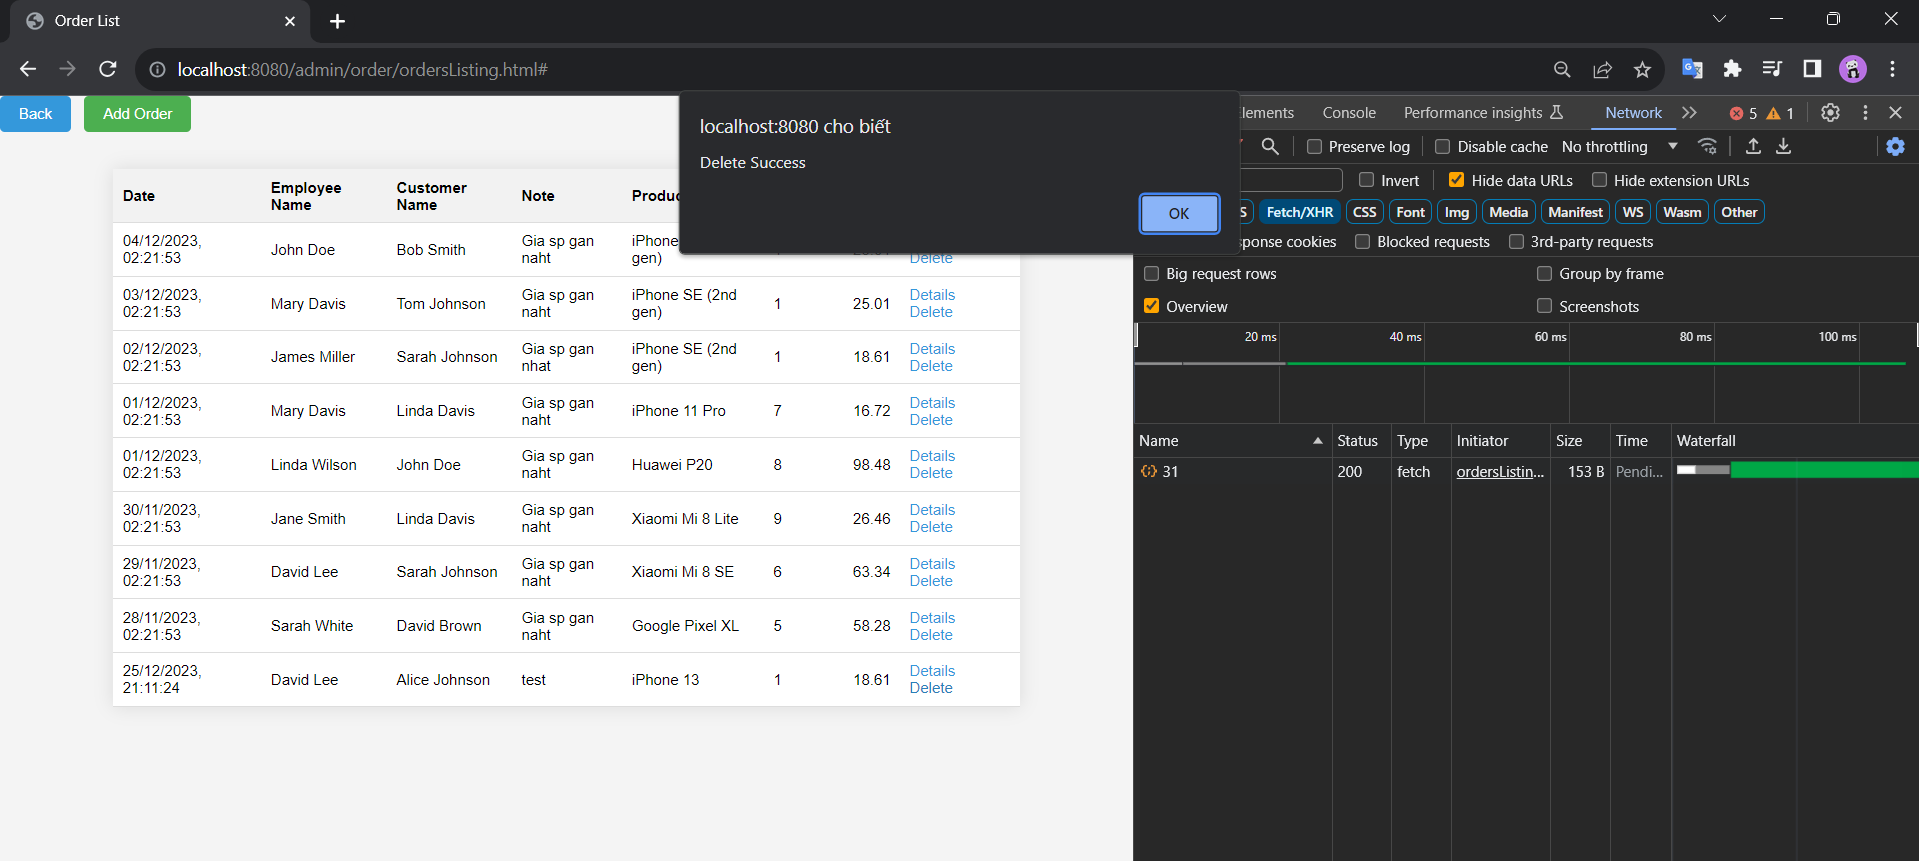 Order List
localhost:8080/admin/order/ordersListing.html#
Back
Add Order
localhost:8080 cho biết
Delete Success
OK
Date Employee Name Customer Name Note
04/12/2023, 02:21:53 John Doe Bob Smith Gia sp gan naht iPhone gen) Delete
03/12/2023, 02:21:53 Mary Davis Tom Johnson Gia sp gan naht iPhone SE (2nd gen) 1 25.01 Details Delete
02/12/2023, 02:21:53 James Miller Sarah Johnson Gia sp gan nhat iPhone SE (2nd gen) 1 18.61 Details Delete
01/12/2023, 02:21:53 Mary Davis Linda Davis Gia sp gan naht iPhone 11 Pro 7 16.72 Details Delete
01/12/2023, 02:21:53 Linda Wilson John Doe Gia sp gan naht Huawei P20 8 98.48 Details Delete
30/11/2023, 02:21:53 Jane Smith Linda Davis Gia sp gan naht Xiaomi Mi 8 Lite 9 26.46 Details Delete
29/11/2023, 02:21:53 David Lee Sarah Johnson Gia sp gan naht Xiaomi Mi 8 SE 6 63.34 Details Delete
28/11/2023, 02:21:53 Sarah White David Brown Gia sp gan naht Google Pixel XL 5 58.28 Details Delete
25/12/2023, 21:11:24 David Lee Alice Johnson test iPhone 13 1 18.61 Details Delete
lements Console Performance insights Network 5 1
Preserve log Disable cache No throttling
Invert Hide data URLs Hide extension URLs
S Fetch/XHR CSS Font Img Media Manifest WS Wasm Other
sponse cookies Blocked requests 3rd-party requests
Big request rows Group by frame
Overview Screenshots
20 ms 40 ms 60 ms 80 ms 100 ms
Name Status Type Initiator Size Time Waterfall
31 200 fetch ordersListin... 153 B Pendi...